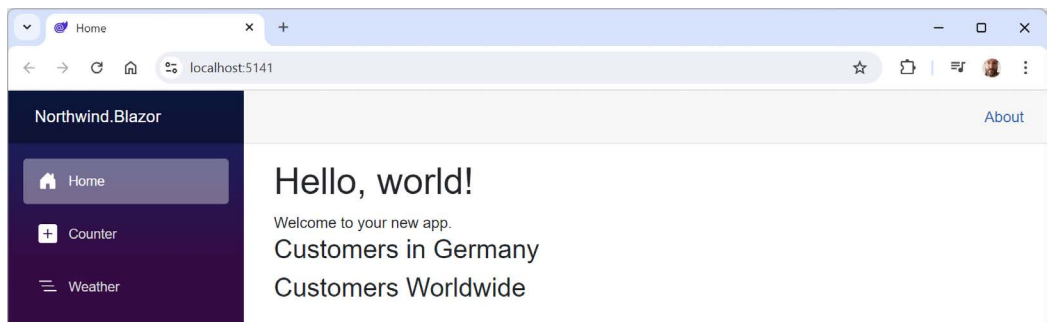 Home
localhost:5141
Northwind.Blazor
About
Home
Hello, world!
Counter
Welcome to your new app.
Customers in Germany
Weather
Customers Worldwide